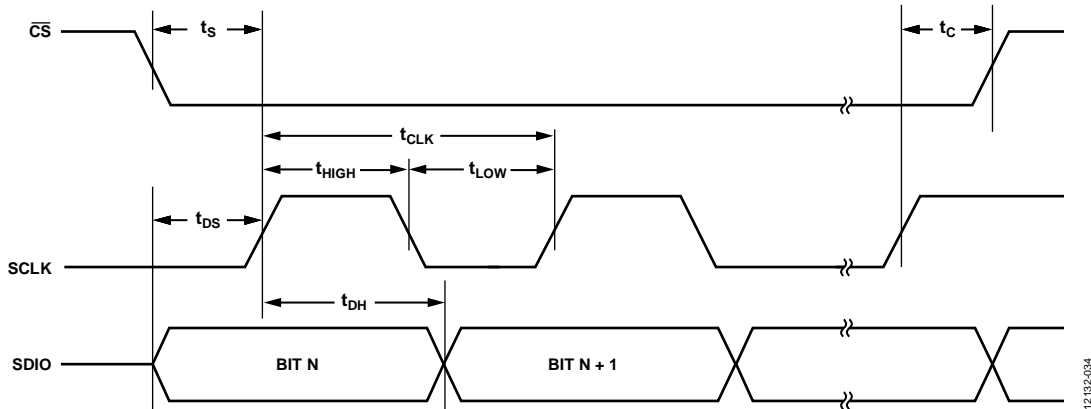 CS
tS
tC
tCLK
tHIGH
tLOW
tDS
SCLK
tDH
SDIO
BIT N
BIT N + 1
12132-034